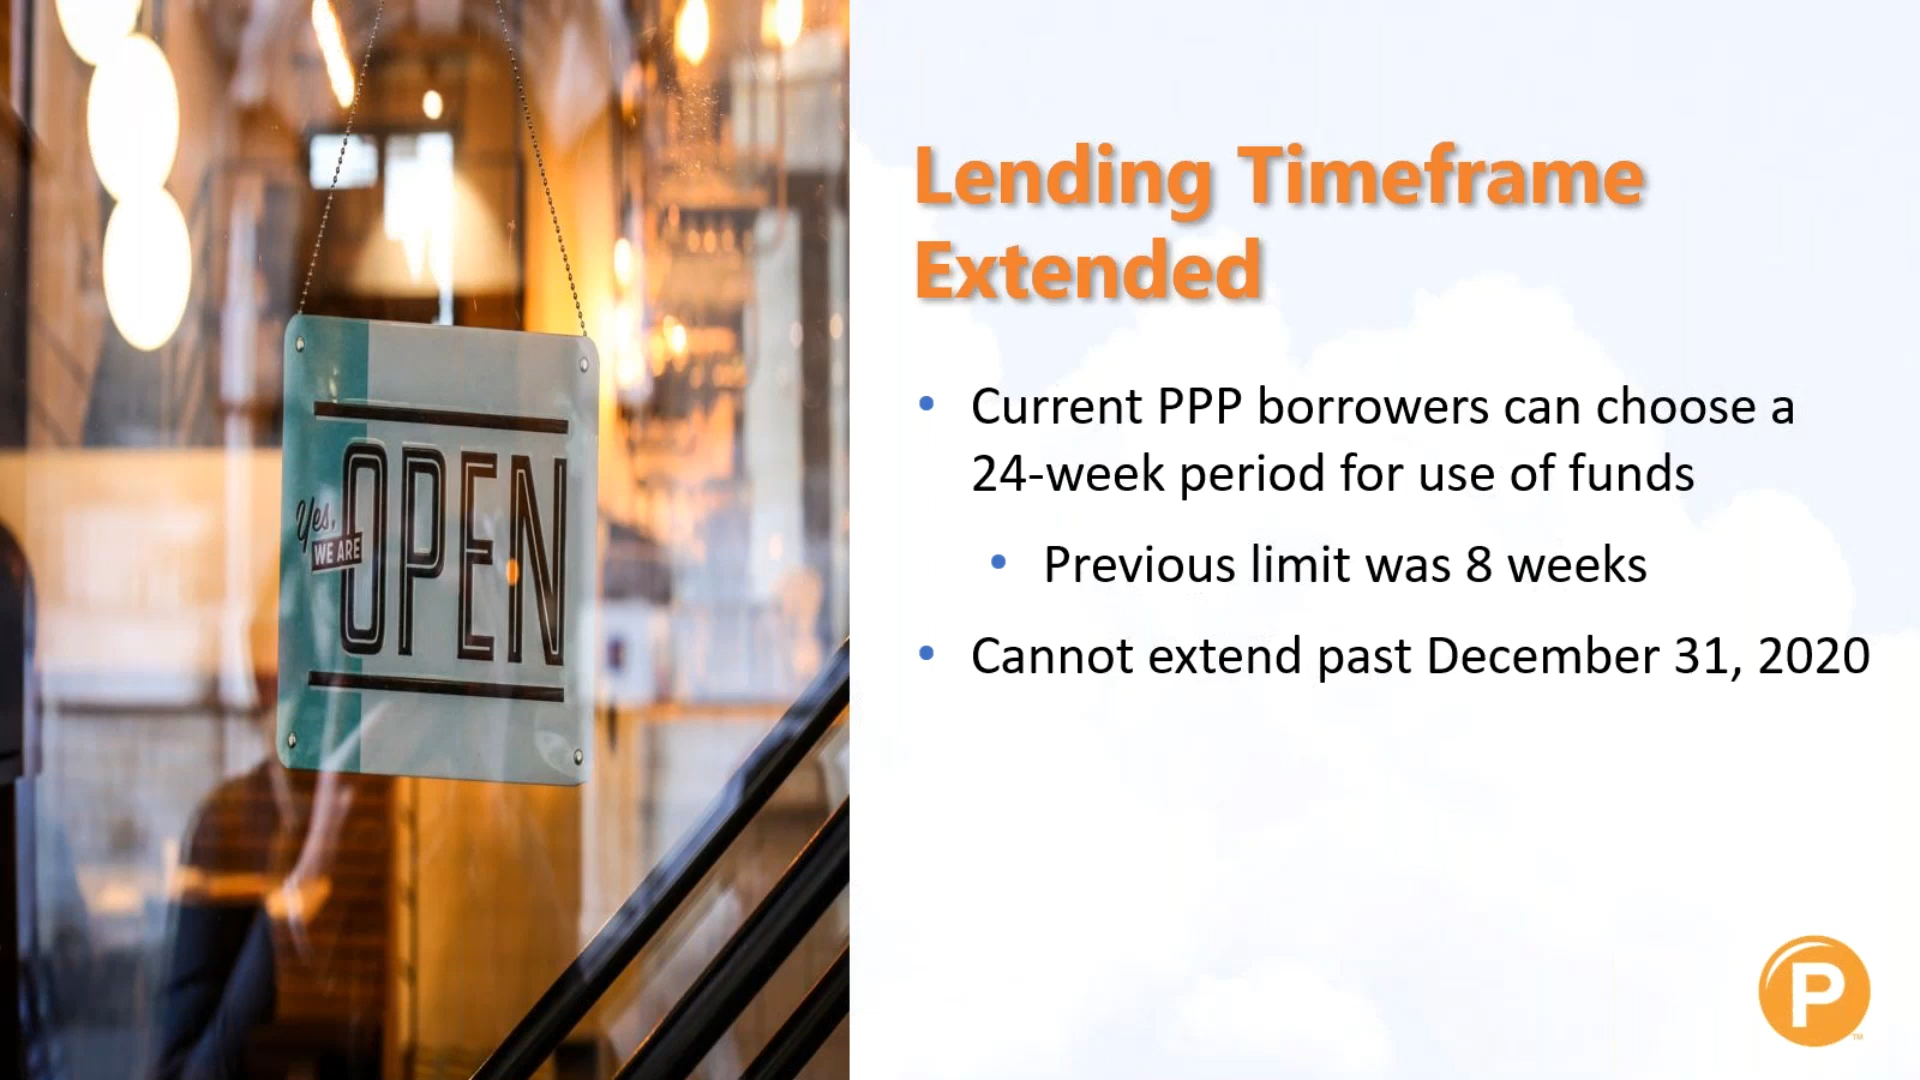 Yes,
WE ARE
OPEN
Lending Timeframe
Extended
• Current PPP borrowers can choose a
24-week period for use of funds
• Previous limit was 8 weeks
• Cannot extend past December 31, 2020
P
TM